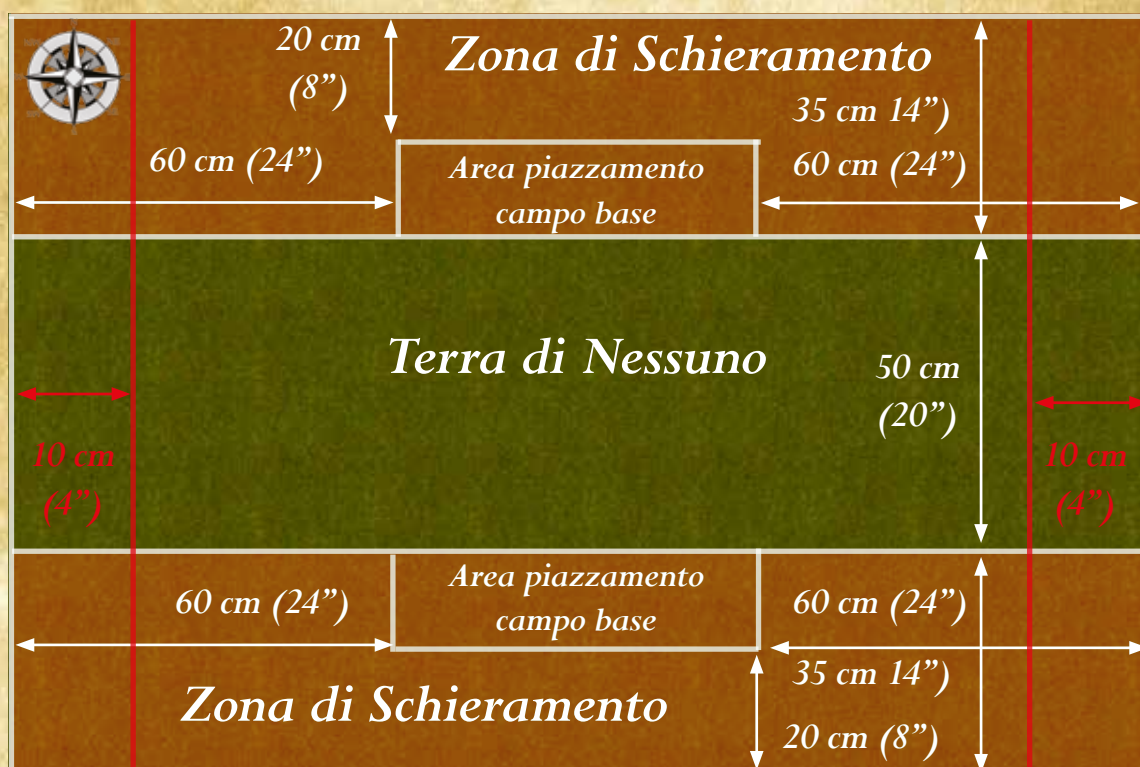 20 cm
(8”)
Zona di Schieramento
35 cm 14”)
60 cm (24”)
Area piazzamento
campo base
60 cm (24”)
Terra di Nessuno
50 cm
(20”)
10 cm
(4”)
10 cm
(4”)
60 cm (24”)
Area piazzamento
campo base
60 cm (24”)
35 cm 14”)
Zona di Schieramento
20 cm (8”)